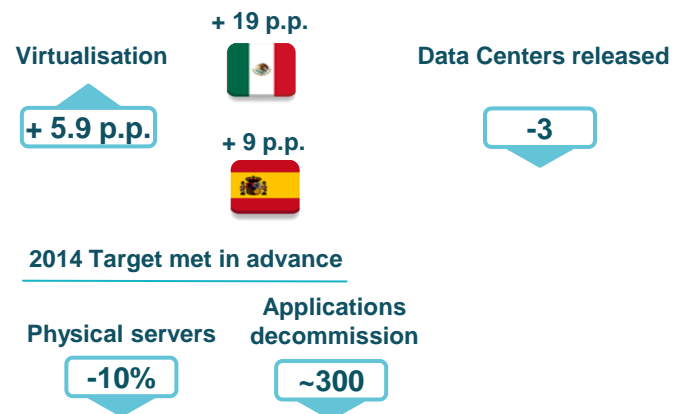 + 19 p.p.
Virtualisation
Data Centers released
+ 5.9 p.p.
-3
+ 9 p.p.
2014 Target met in advance
Applications
Physical servers
decommission
-10%
~300